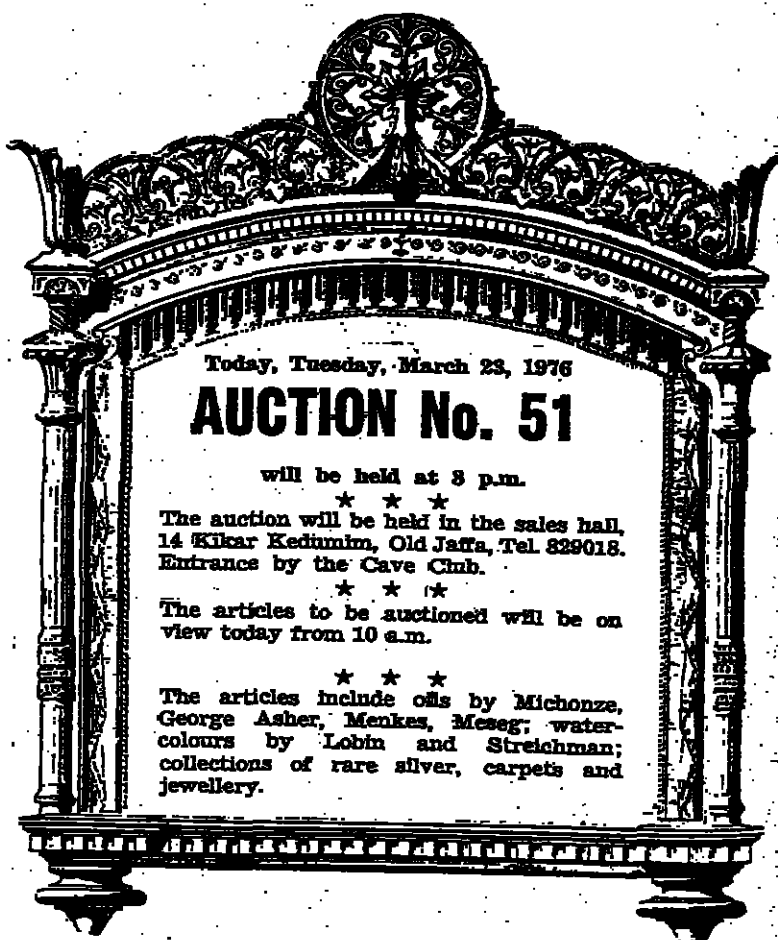 Today, Tuesday, March 23, 1976
AUCTION No. 51
will be held at 8 p.m.
★ ★ ★
The auction will be held in the sales hall,
14 Kikar Kedumim, Old Jaffa, Tel. 829018.
Entrance by the Cave Club.
★ ★ ★
The articles to be auctioned will be on
view today from 10 a.m.
★ ★ ★
The articles include oils by Michonze,
George Asher, Menkes, Meseg; water-
colours by Lobin and Streichman;
collections of rare silver, carpets and
jewellery.